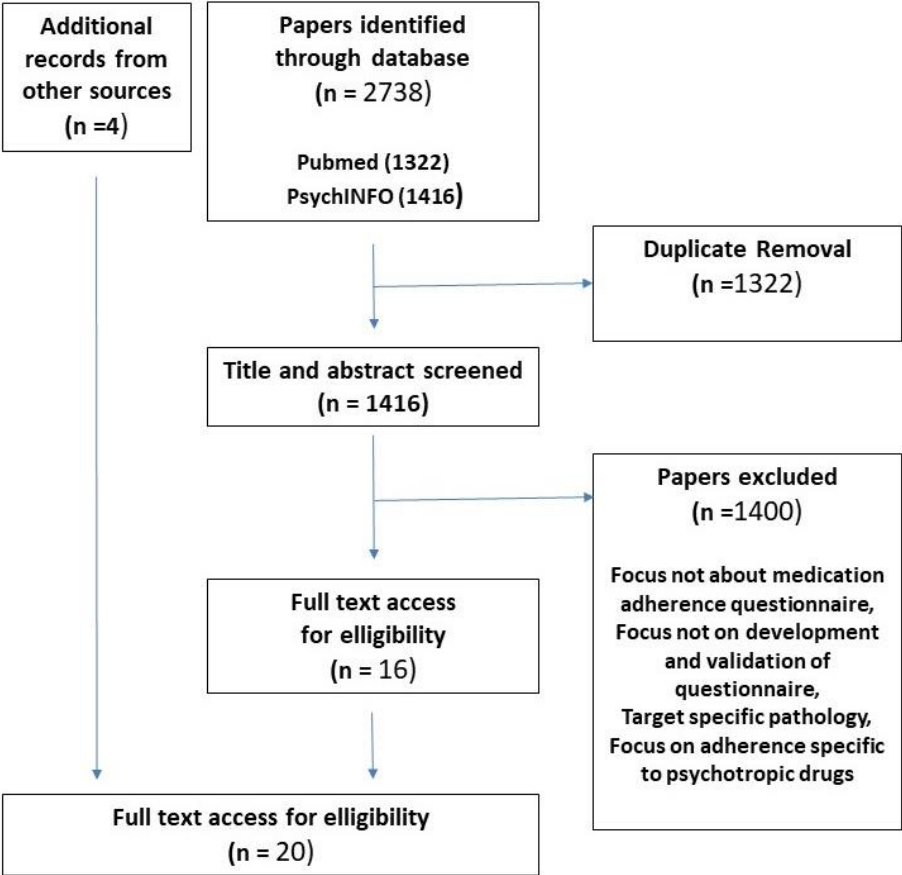 Additional
records from
other sources
(n =4)
Papers identified
through database
(n = 2738)
Pubmed (1322)
PsychINFO (1416)
Duplicate Removal
(n =1322)
Title and abstract screened
(n = 1416)
Papers excluded
(n =1400)
Focus not about medication
adherence questionnaire,
Focus not on development
and validation of
questionnaire,
Target specific pathology,
Focus on adherence specific
to psychotropic drugs
Full text access
for elligibility
(n = 16)
Full text access for elligibility
(n = 20)